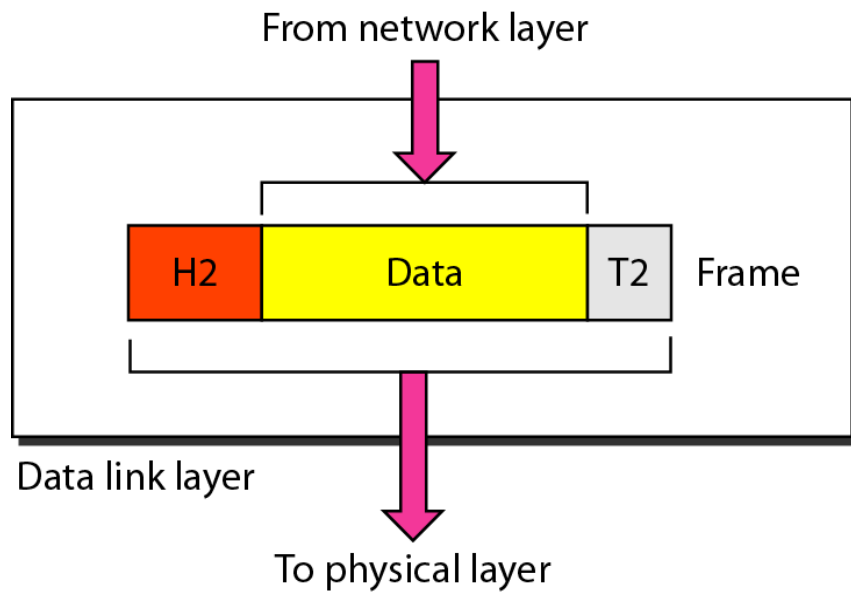 From network layer
H2 Data T2 Frame
Data link layer
To physical layer